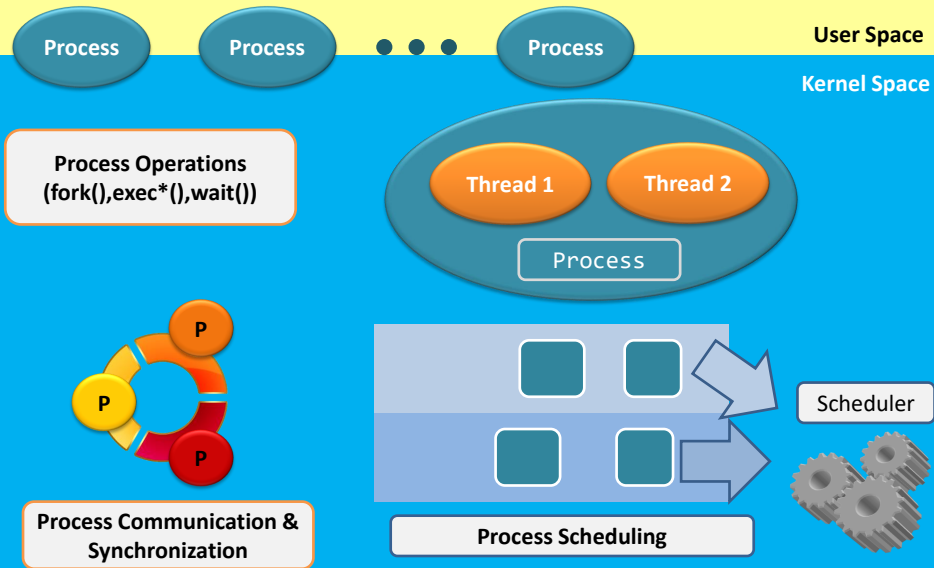 Process
Process
Process
User Space
Kernel Space
Process Operations
(fork(),exec*(),wait())
Thread 1
Thread 2
Process
P
P
P
Scheduler
Process Communication &
Synchronization
Process Scheduling